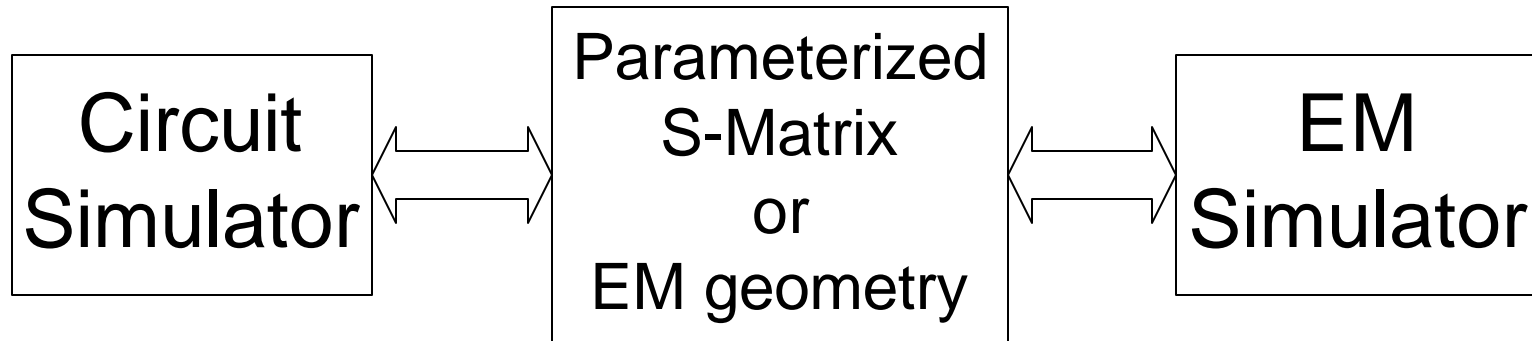 Circuit
Simulator
Parameterized
S-Matrix
or
EM geometry
EM
Simulator